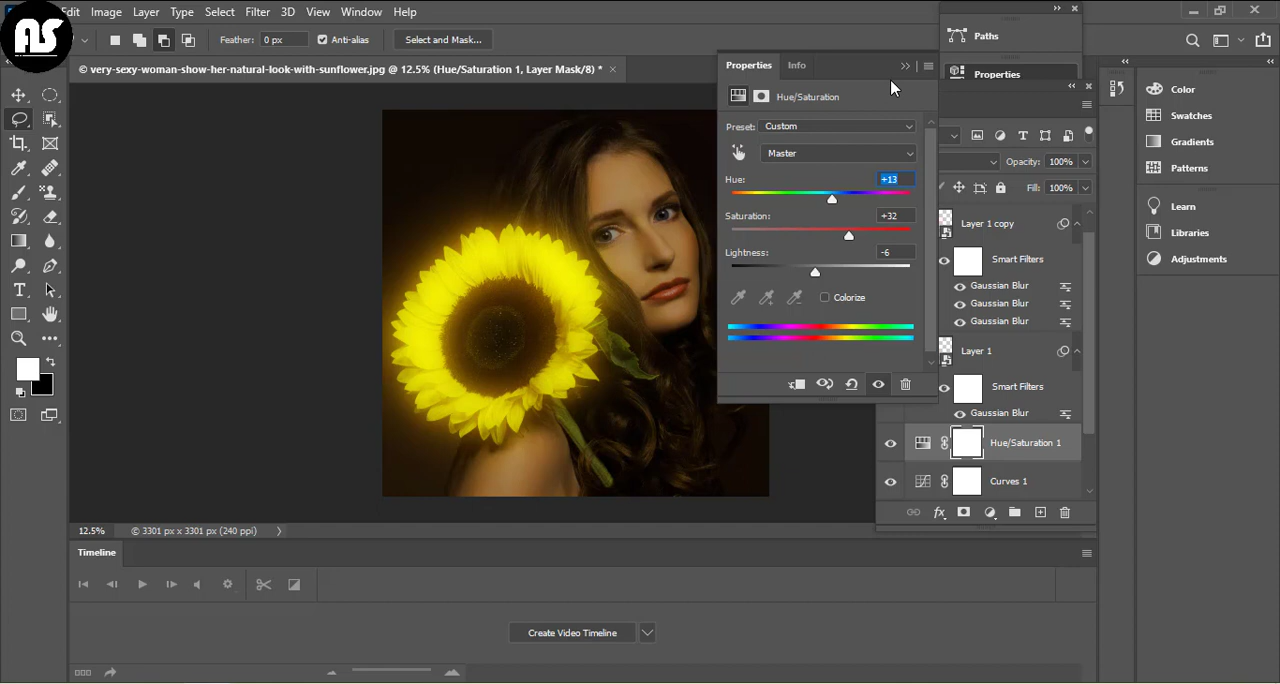 AS
Edit Image Layer Type Select Filter 3D View Window Help
Feather: 0 px Anti-alias Select and Mask...
© very-sexy-woman-show-her-natural-look-with-sunflower.jpg @ 12.5% (Hue/Saturation 1, Layer Mask/8) *
Properties Info
Hue/Saturation
Preset: Custom
Master
Hue: +13
Saturation: +32
Lightness: -6
Colorize
Paths
Properties
Opacity: 100%
Fill: 100%
Layer 1 copy
Smart Filters
Gaussian Blur
Gaussian Blur
Gaussian Blur
Layer 1
Smart Filters
Gaussian Blur
Hue/Saturation 1
Curves 1
fx
Color
Swatches
Gradients
Patterns
Learn
Libraries
Adjustments
12.5% © 3301 px x 3301 px (240 ppi)
Timeline
Create Video Timeline